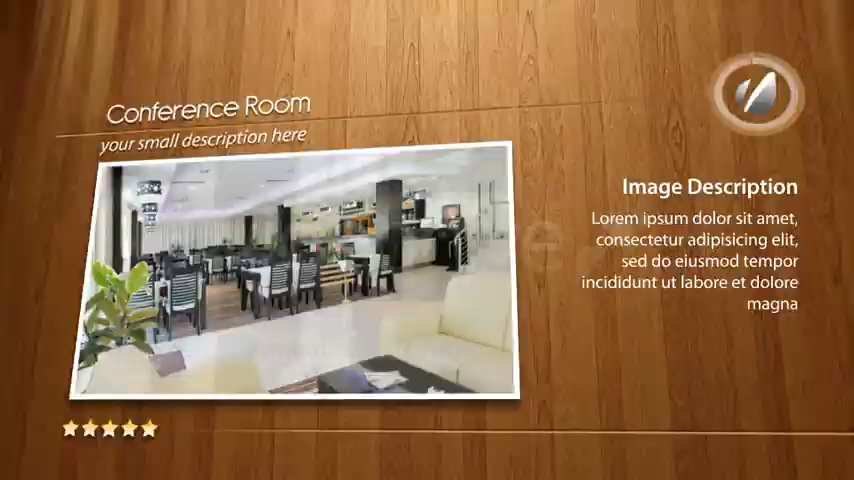 Conference Room
your small description here
Image Description
Lorem ipsum dolor sit amet,
consectetur adipisicing elit,
sed do eiusmod tempor
incididunt ut labore et dolore
magna